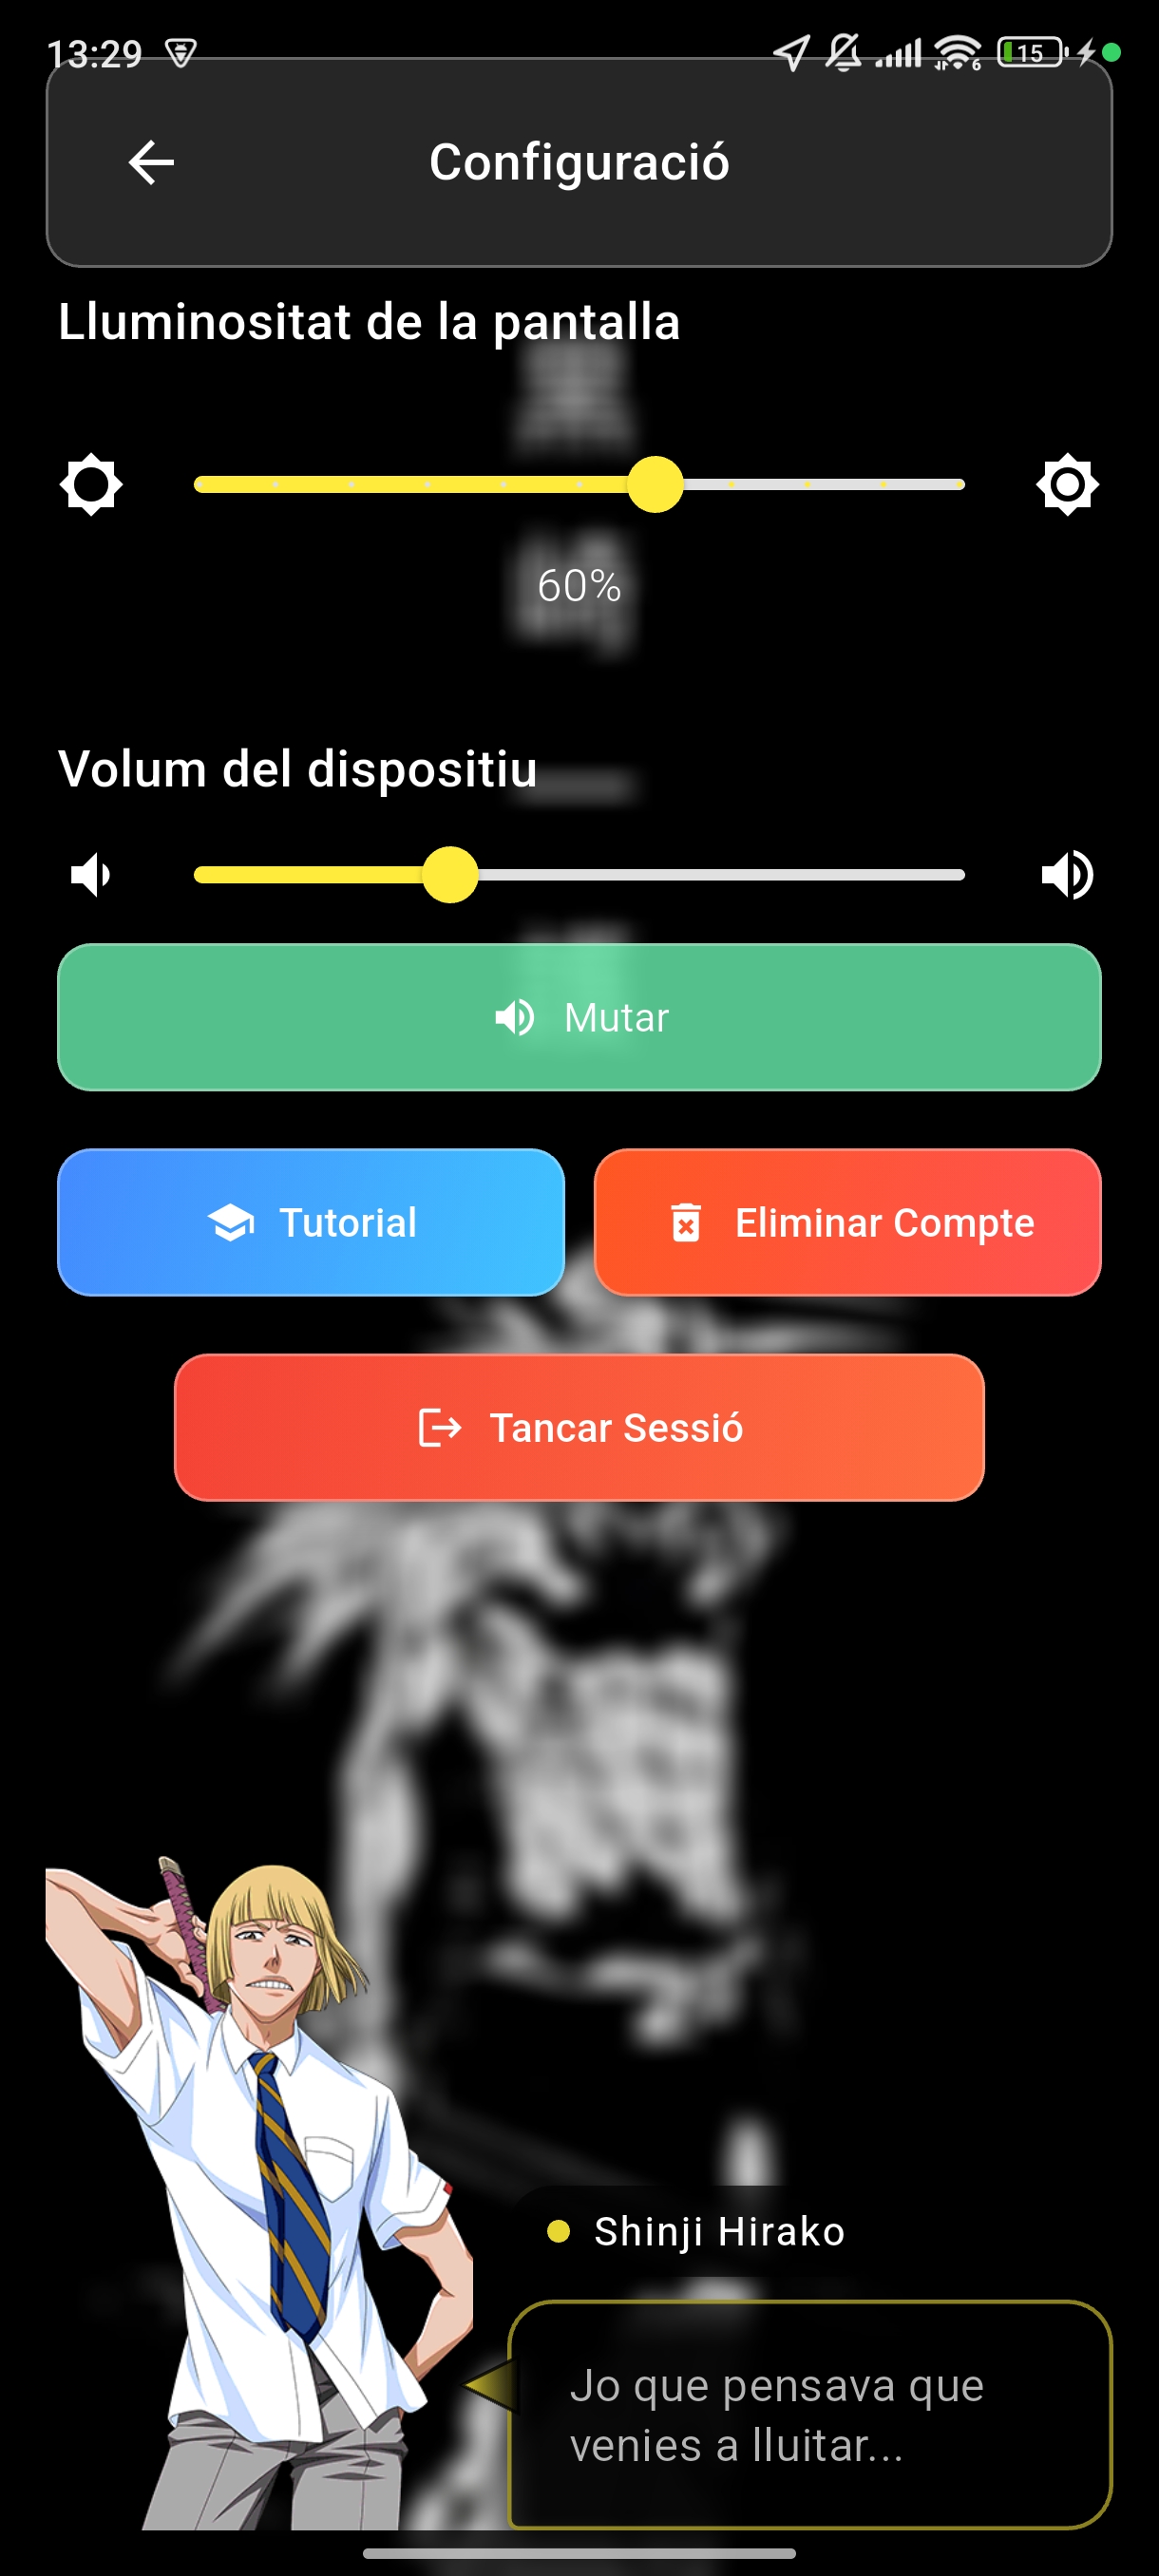 13:29
6
15
Configuració
Lluminositat de la pantalla
60%
Volum del dispositiu
Mutar
Tutorial
Eliminar Compte
Tancar Sessió
Shinji Hirako
Jo que pensava que
venies a lluitar...